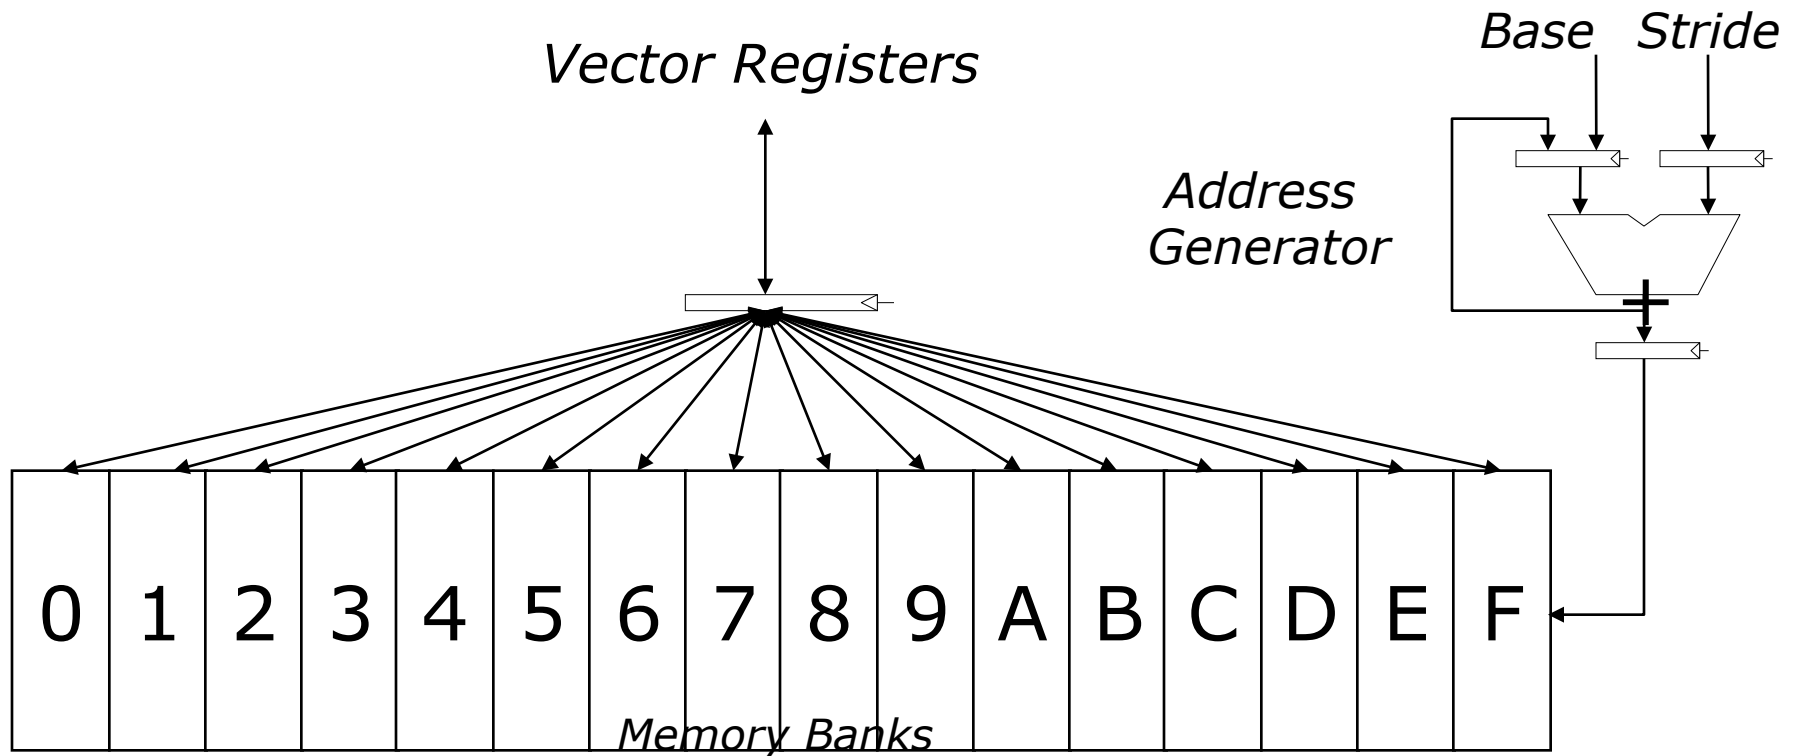 Base Stride
Vector Registers
Address
Generator
+
0 1 2 3 4 5 6 7 8 9 A B C D E F
Memory Banks